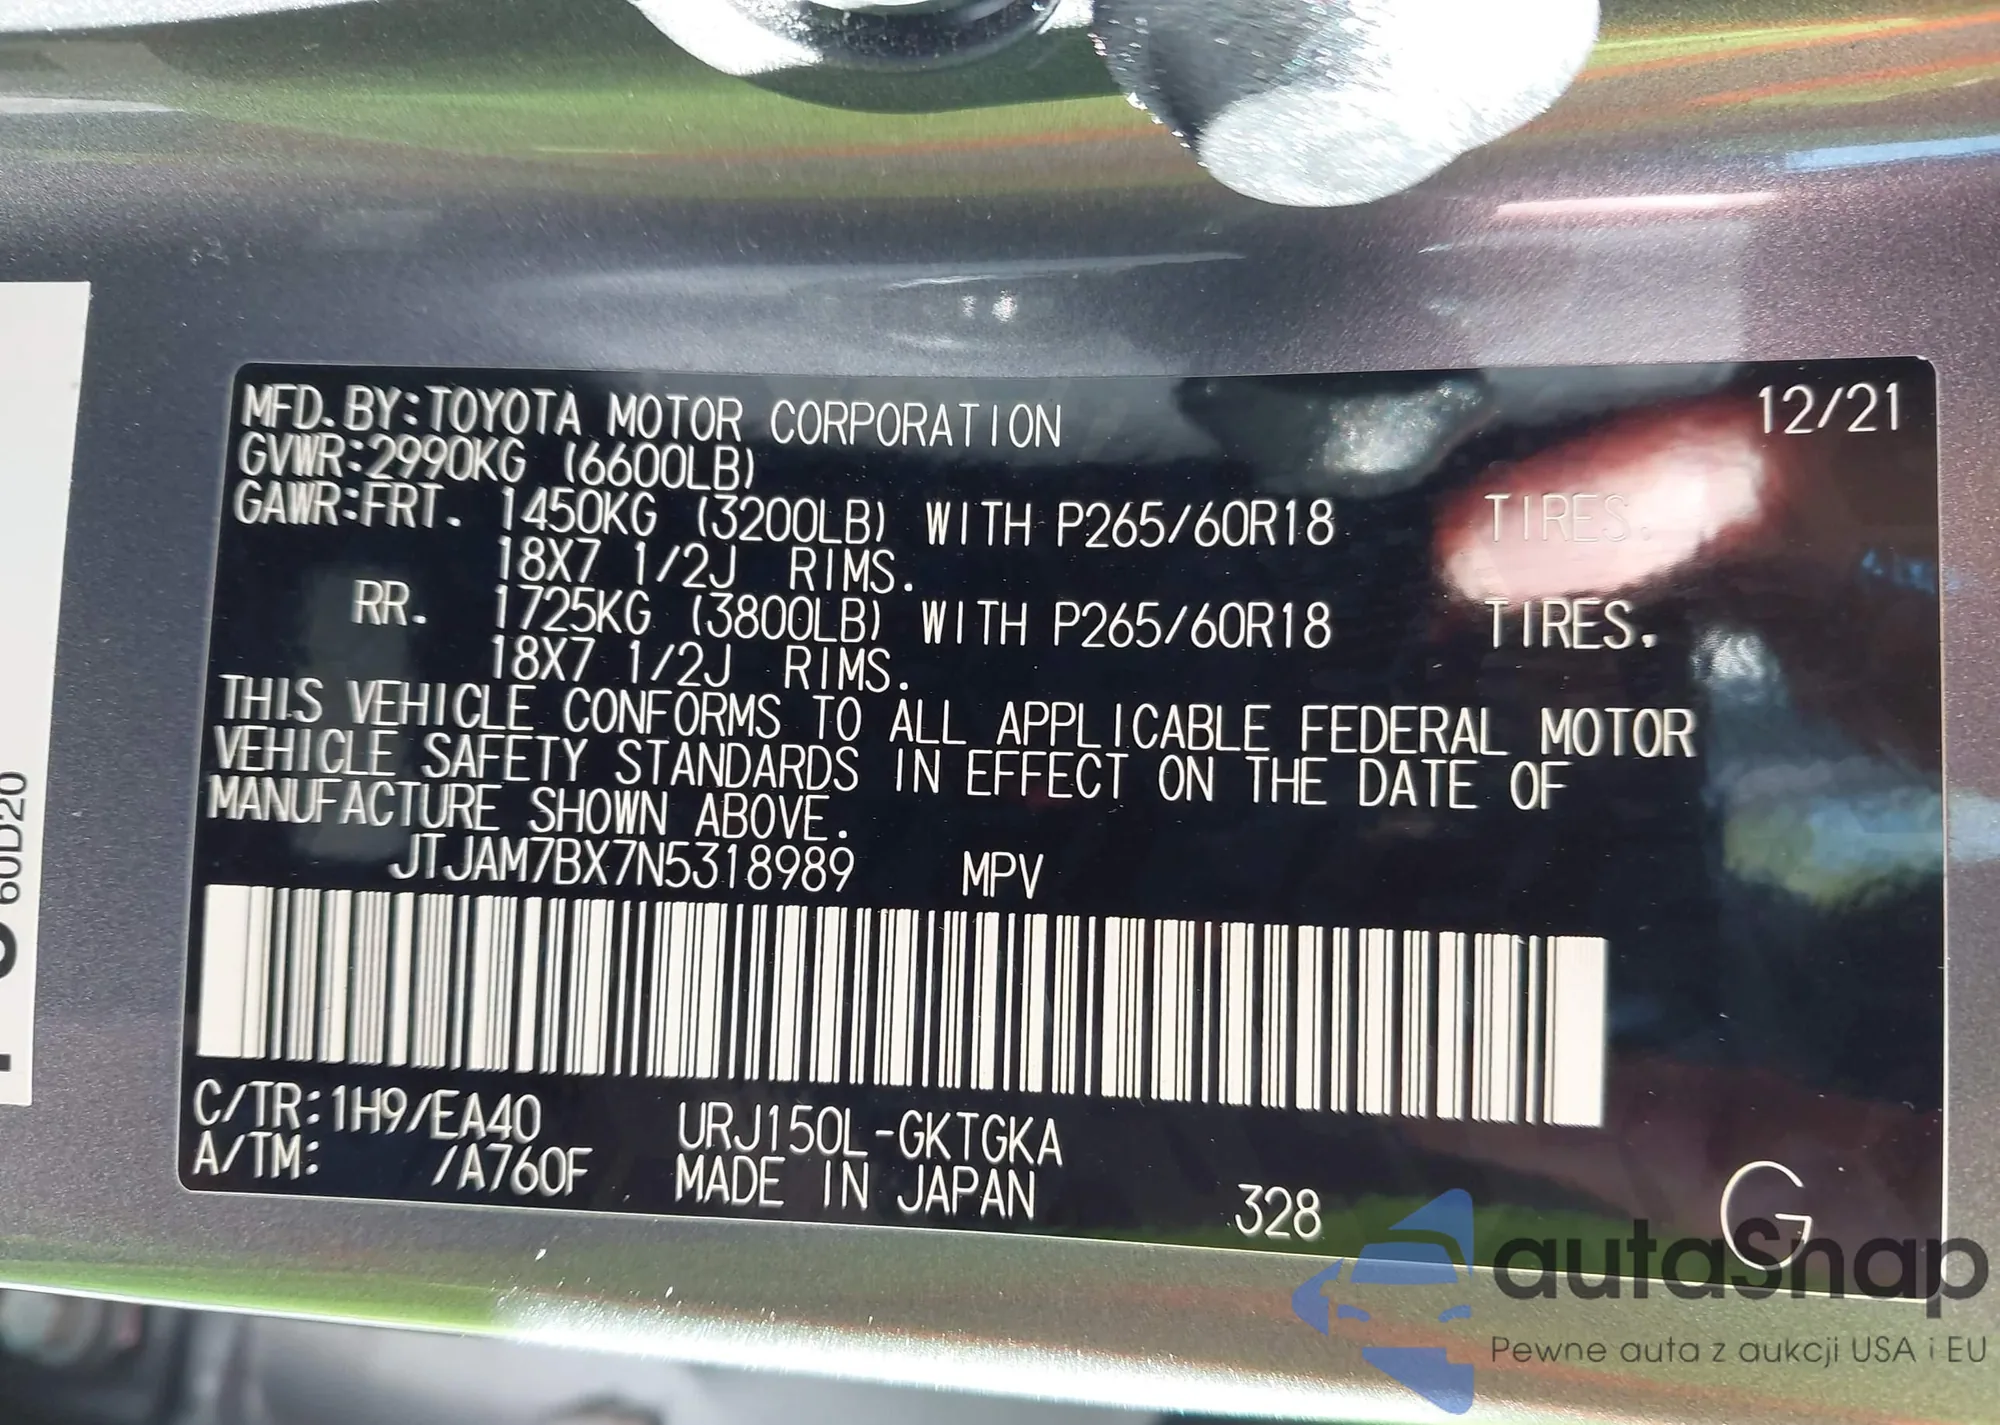 MFD.BY:TOYOTA MOTOR CORPORATION 12/21
GVWR:2990KG (6600LB)
GAWR:FRT. 1450KG (3200LB) WITH P265/60R18 TIRES.
18X7 1/2J RIMS.
RR. 1725KG (3800LB) WITH P265/60R18 TIRES.
18X7 1/2J RIMS.
THIS VEHICLE CONFORMS TO ALL APPLICABLE FEDERAL MOTOR
VEHICLE SAFETY STANDARDS IN EFFECT ON THE DATE OF
MANUFACTURE SHOWN ABOVE.
JTJAM7BX7N5318989 MPV
C/TR:1H9/EA40 URJ150L-GKTGKA
A/TM: /A760F MADE IN JAPAN 328 G
60D20
autaSnap
Pewne auta z aukcji USA i EU